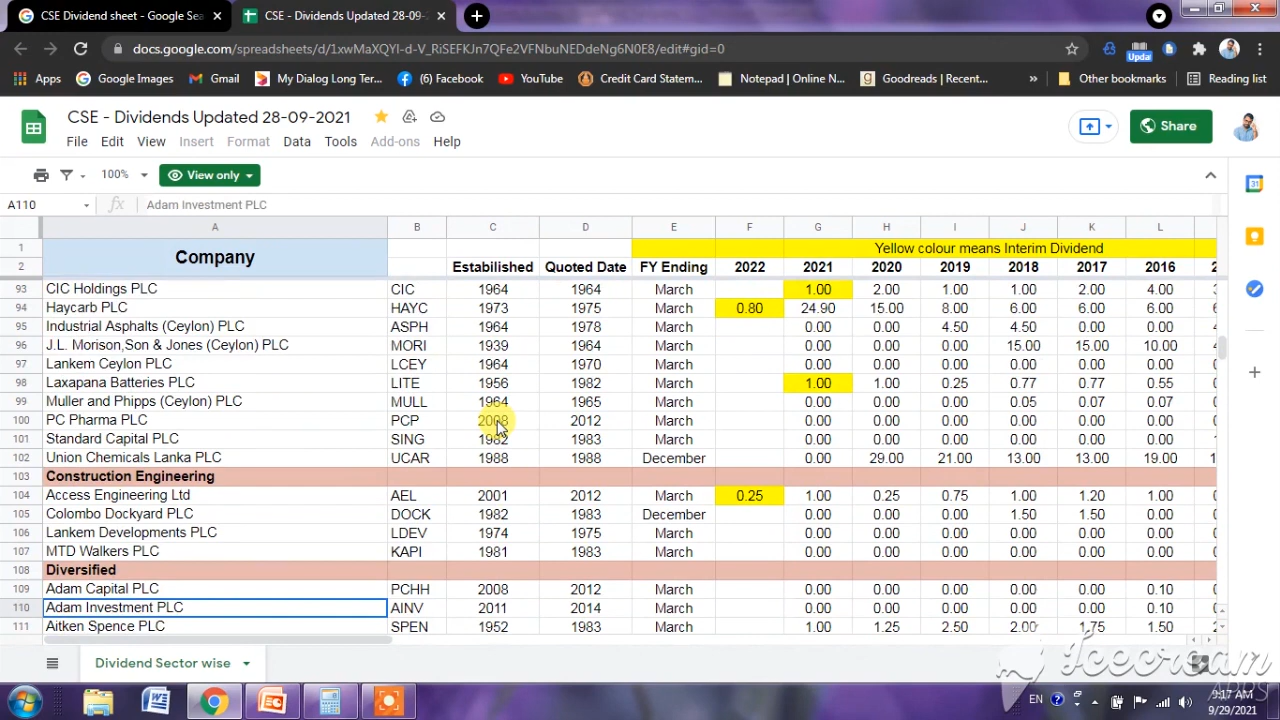 CSE Dividend sheet - Google Sea
CSE - Dividends Updated 28-09-2021
docs.google.com/spreadsheets/d/1xwMaXQYl-d-V_RiSEFKJn7QFe2VFNbuNEDdeNg6N0E8/edit#gid=0
Upda
Apps Google Images Gmail My Dialog Long Ter... (6) Facebook YouTube Credit Card Statem... Notepad | Online N... Goodreads | Recent... » Other bookmarks Reading list
CSE - Dividends Updated 28-09-2021
File Edit View Insert Format Data Tools Add-ons Help
Share
100% View only
A110 fx Adam Investment PLC
A B C D E F G H I J K L
1 Company Yellow colour means Interim Dividend
2 Estabilished Quoted Date FY Ending 2022 2021 2020 2019 2018 2017 2016 2
93 CIC Holdings PLC CIC 1964 1964 March 1.00 2.00 1.00 1.00 2.00 4.00
94 Haycarb PLC HAYC 1973 1975 March 0.80 24.90 15.00 8.00 6.00 6.00 6.00
95 Industrial Asphalts (Ceylon) PLC ASPH 1964 1978 March 0.00 0.00 4.50 4.50 0.00 0.00
96 J.L. Morison,Son & Jones (Ceylon) PLC MORI 1939 1964 March 0.00 0.00 0.00 15.00 15.00 10.00
97 Lankem Ceylon PLC LCEY 1964 1970 March 0.00 0.00 0.00 0.00 0.00 0.00
98 Laxapana Batteries PLC LITE 1956 1982 March 1.00 1.00 0.25 0.77 0.77 0.55
99 Muller and Phipps (Ceylon) PLC MULL 1964 1965 March 0.00 0.00 0.00 0.05 0.07 0.07
100 PC Pharma PLC PCP 2008 2012 March 0.00 0.00 0.00 0.00 0.00 0.00
101 Standard Capital PLC SING 1982 1983 March 0.00 0.00 0.00 0.00 0.00 0.00
102 Union Chemicals Lanka PLC UCAR 1988 1988 December 0.00 29.00 21.00 13.00 13.00 19.00
103 Construction Engineering
104 Access Engineering Ltd AEL 2001 2012 March 0.25 1.00 0.25 0.75 1.00 1.20 1.00
105 Colombo Dockyard PLC DOCK 1982 1983 December 0.00 0.00 0.00 1.50 1.50 0.00
106 Lankem Developments PLC LDEV 1974 1975 March 0.00 0.00 0.00 0.00 0.00 0.00
107 MTD Walkers PLC KAPI 1981 1983 March 0.00 0.00 0.00 0.00 0.00 0.00
108 Diversified
109 Adam Capital PLC PCHH 2008 2012 March 0.00 0.00 0.00 0.00 0.00 0.10
110 Adam Investment PLC AINV 2011 2014 March 0.00 0.00 0.00 0.00 0.00 0.10
111 Aitken Spence PLC SPEN 1952 1983 March 1.00 1.25 2.50 2.00 1.75 1.50
Dividend Sector wise
Icecream
APPS
EN 9:17 AM
9/29/2021